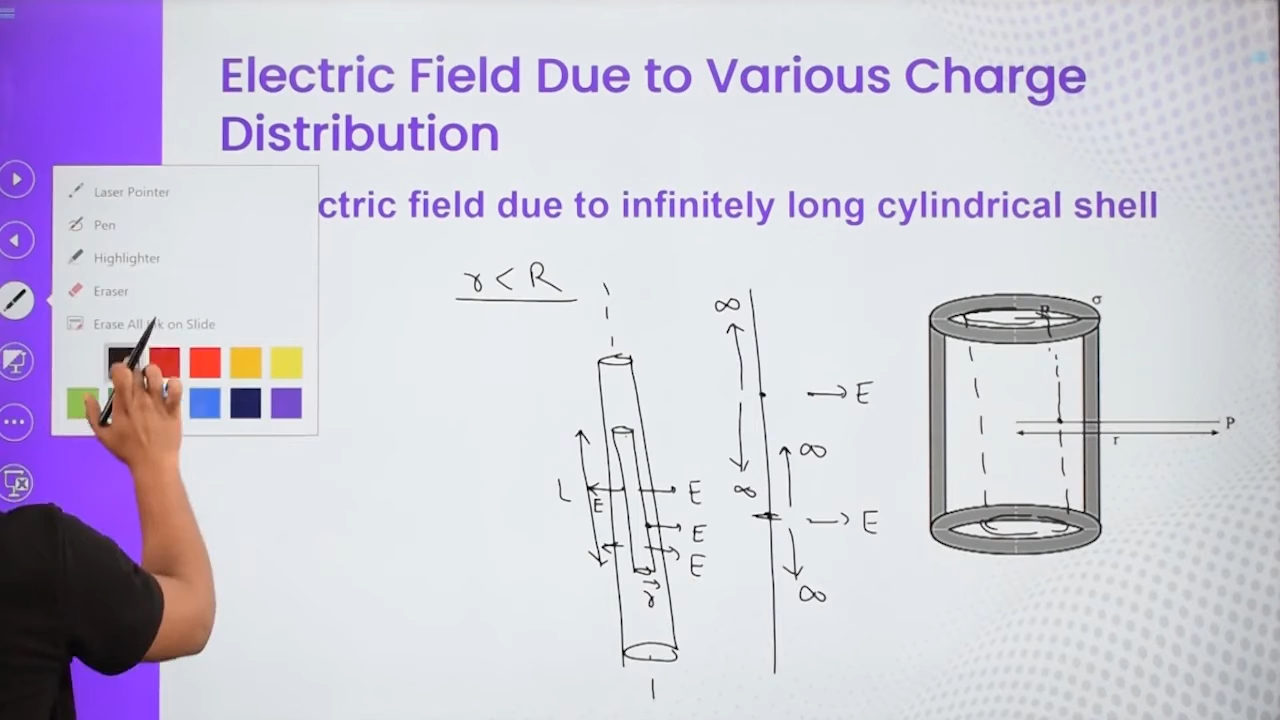 Electric Field Due to Various Charge
Distribution
ctric field due to infinitely long cylindrical shell
Laser Pointer
Pen
Highlighter
Eraser
Erase All Ink on Slide
r < R
∞
E
∞
L
E
E
∞
E
E
E
∞
r
σ
R
P
r